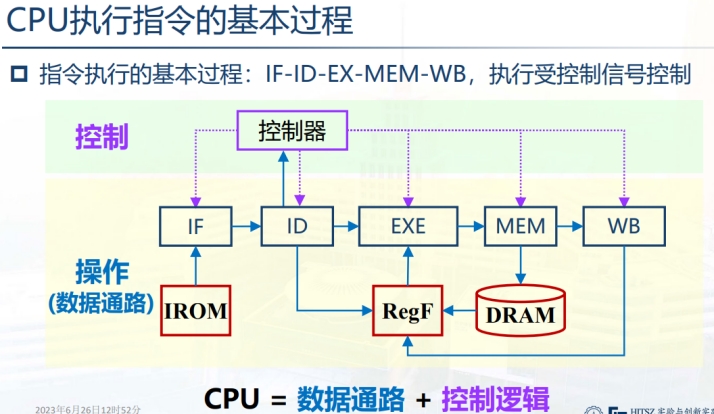 CPU执行指令的基本过程
指令执行的基本过程：IF-ID-EX-MEM-WB，执行受控制信号控制
控制
控制器
IF
ID
EXE
MEM
WB
操作
(数据通路)
IROM
RegF
DRAM
CPU = 数据通路 + 控制逻辑
2023年6月26日12时52分
HITSZ 实验与创新